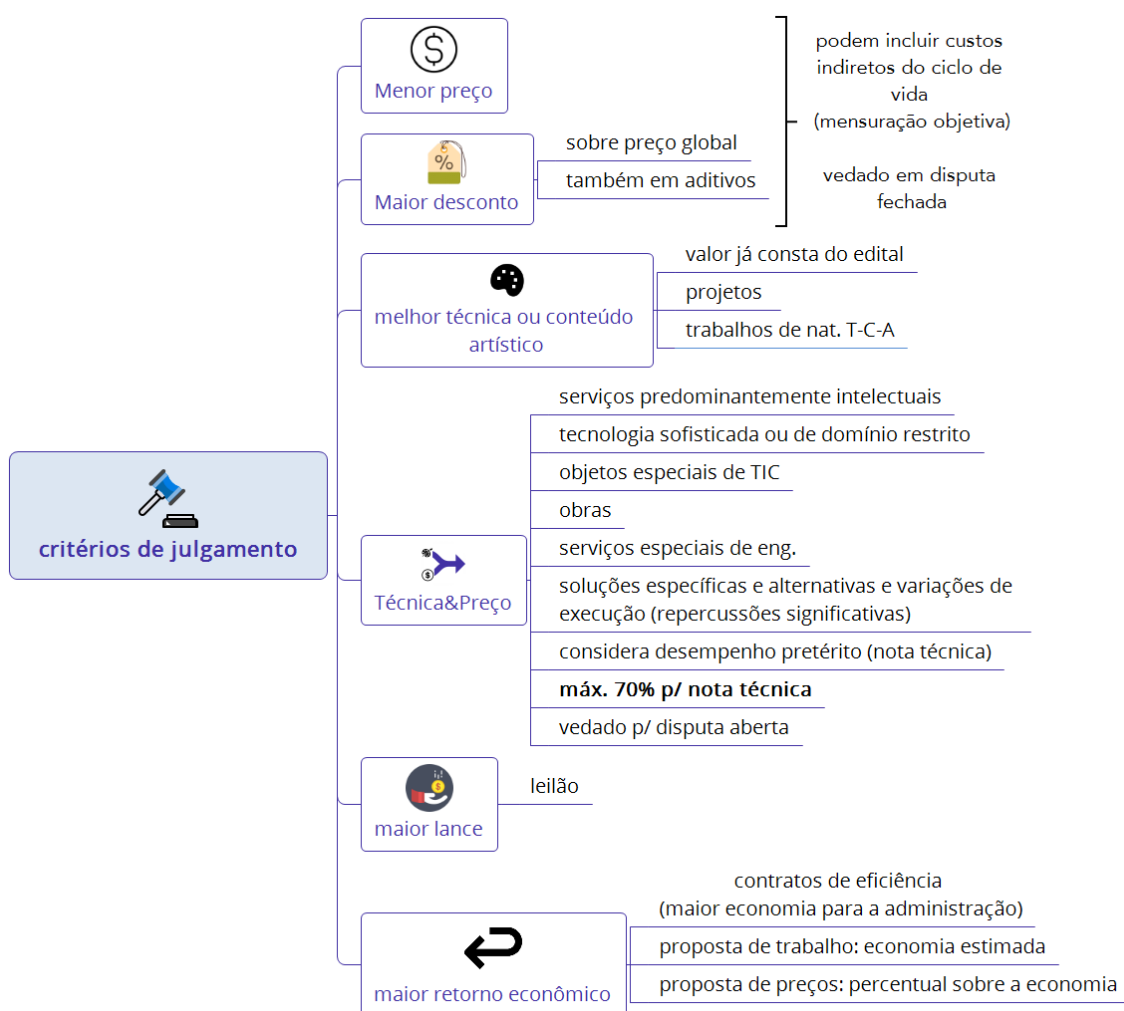 critérios de julgamento
$
Menor preço
%
Maior desconto
sobre preço global
também em aditivos
podem incluir custos
indiretos do ciclo de
vida
(mensuração objetiva)
vedado em disputa
fechada
melhor técnica ou conteúdo
artístico
valor já consta do edital
projetos
trabalhos de nat. T-C-A
$
Técnica&Preço
serviços predominantemente intelectuais
tecnologia sofisticada ou de domínio restrito
objetos especiais de TIC
obras
serviços especiais de eng.
soluções específicas e alternativas e variações de
execução (repercussões significativas)
considera desempenho pretérito (nota técnica)
máx. 70% p/ nota técnica
vedado p/ disputa aberta
$
maior lance
leilão
maior retorno econômico
contratos de eficiência
(maior economia para a administração)
proposta de trabalho: economia estimada
proposta de preços: percentual sobre a economia